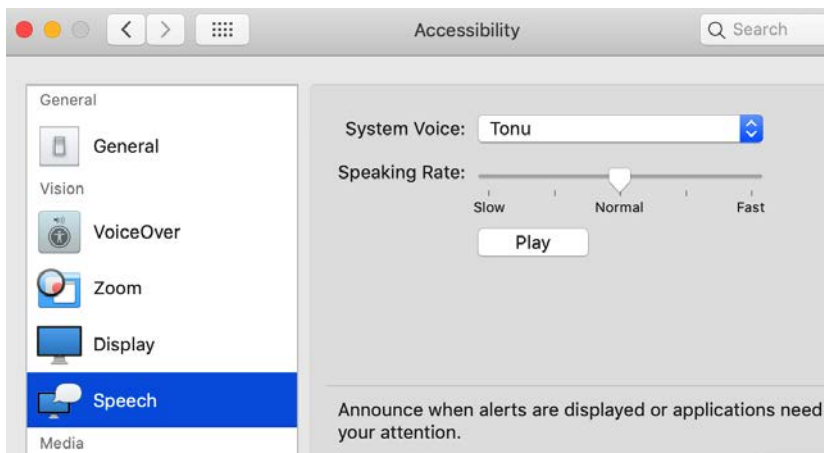 Accessibility
Search
General
General
Vision
VoiceOver
Zoom
Display
Speech
Media
System Voice: Tonu
Speaking Rate:
Slow Normal Fast
Play
Announce when alerts are displayed or applications need
your attention.